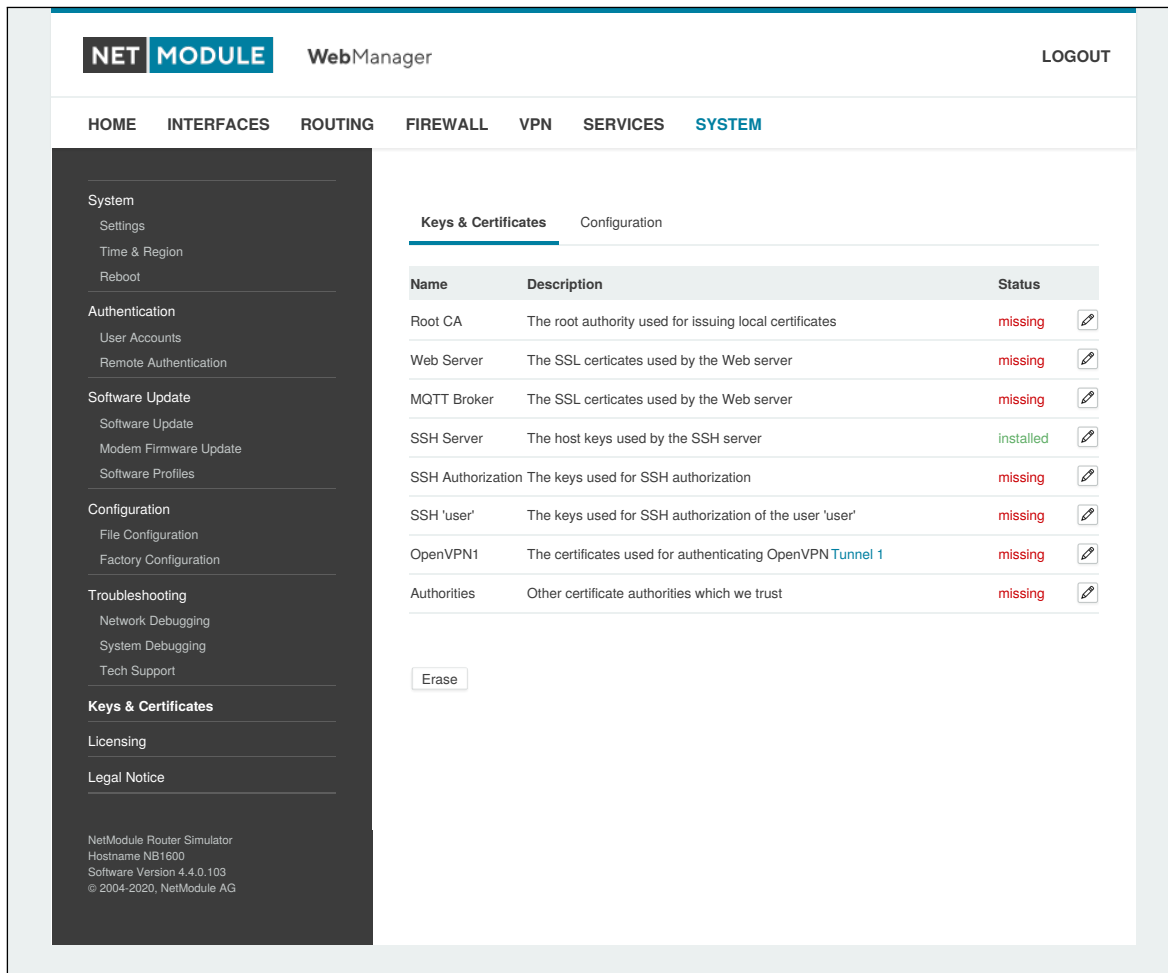 NET MODULE WebManager LOGOUT
HOME INTERFACES ROUTING FIREWALL VPN SERVICES SYSTEM
System
Settings
Time & Region
Reboot
Authentication
User Accounts
Remote Authentication
Software Update
Software Update
Modem Firmware Update
Software Profiles
Configuration
File Configuration
Factory Configuration
Troubleshooting
Network Debugging
System Debugging
Tech Support
Keys & Certificates
Licensing
Legal Notice
NetModule Router Simulator
Hostname NB1600
Software Version 4.4.0.103
© 2004-2020, NetModule AG
Keys & Certificates Configuration
Name Description Status
Root CA The root authority used for issuing local certificates missing
Web Server The SSL certicates used by the Web server missing
MQTT Broker The SSL certicates used by the Web server missing
SSH Server The host keys used by the SSH server installed
SSH Authorization The keys used for SSH authorization missing
SSH 'user' The keys used for SSH authorization of the user 'user' missing
OpenVPN1 The certificates used for authenticating OpenVPN Tunnel 1 missing
Authorities Other certificate authorities which we trust missing
Erase